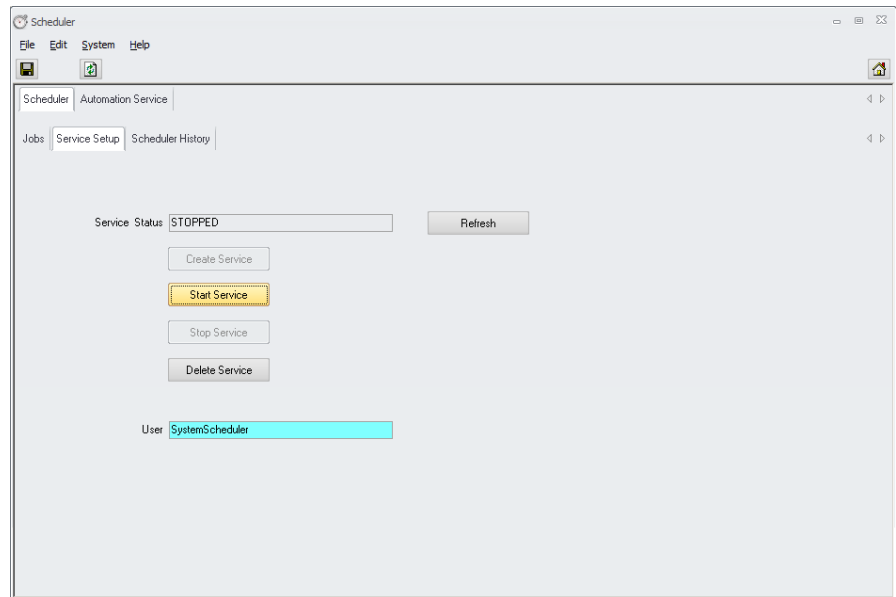 Scheduler
File Edit System Help
Scheduler Automation Service
Jobs Service Setup Scheduler History
Service Status STOPPED Refresh
Create Service
Start Service
Stop Service
Delete Service
User SystemScheduler